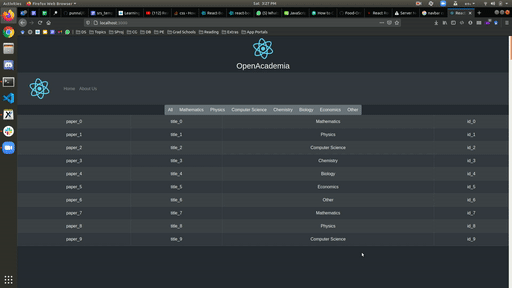 Activities Firefox Web Browser Sat 3:27 PM
localhost:3000
OpenAcademia
Home About Us
All Mathematics Physics Computer Science Chemistry Biology Economics Other
paper_0 title_0 Mathematics id_0
paper_1 title_1 Physics id_1
paper_2 title_2 Computer Science id_2
paper_3 title_3 Chemistry id_3
paper_4 title_4 Biology id_4
paper_5 title_5 Economics id_5
paper_6 title_6 Other id_6
paper_7 title_7 Mathematics id_7
paper_8 title_8 Physics id_8
paper_9 title_9 Computer Science id_9